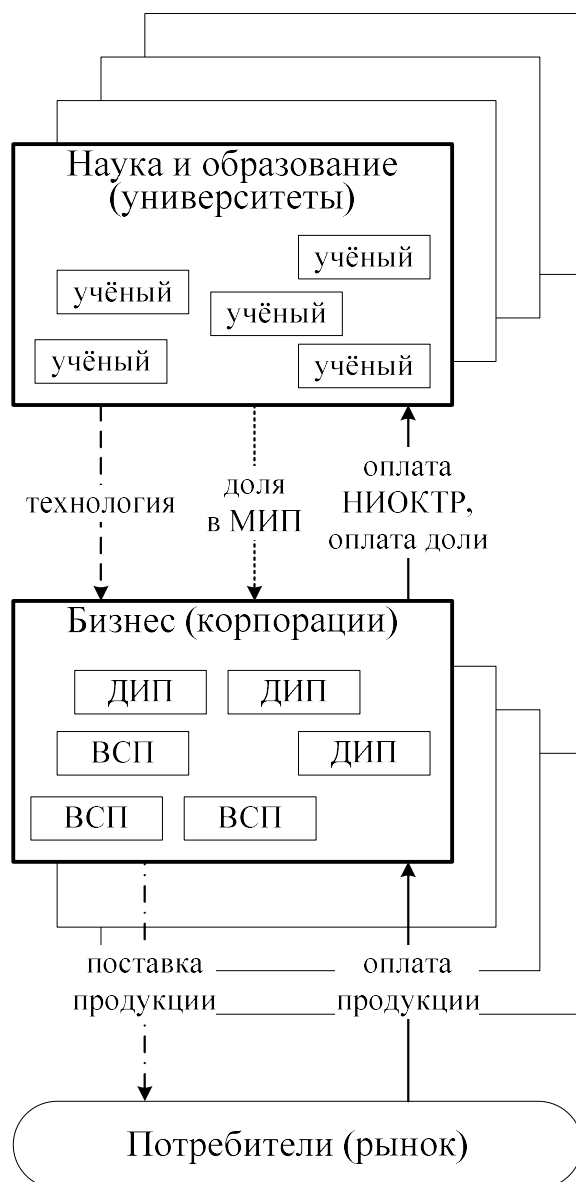 Наука и образование
(университеты)
учёный
учёный
учёный
учёный
учёный
технология
доля
в МИП
оплата
НИОКТР,
оплата доли
Бизнес (корпорации)
ДИП
ДИП
ВСП
ДИП
ВСП
ВСП
поставка
продукции
оплата
продукции
Потребители (рынок)